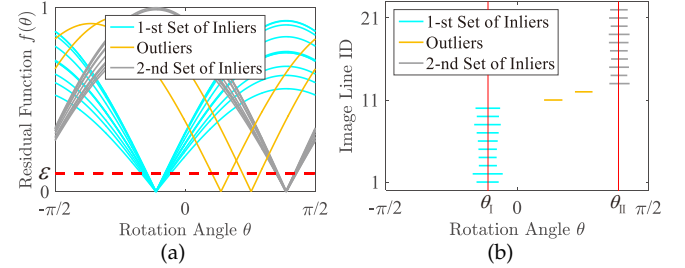 Residual Function f(θ)
1
ε
0
1-st Set of Inliers
Outliers
2-nd Set of Inliers
-π/2 0 π/2
Rotation Angle θ
(a)
Image Line ID
21
11
1
1-st Set of Inliers
Outliers
2-nd Set of Inliers
-π/2 θ_I 0 θ_II π/2
Rotation Angle θ
(b)